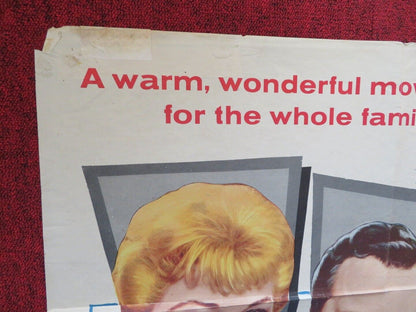 A warm, wonderful mov
for the whole fami